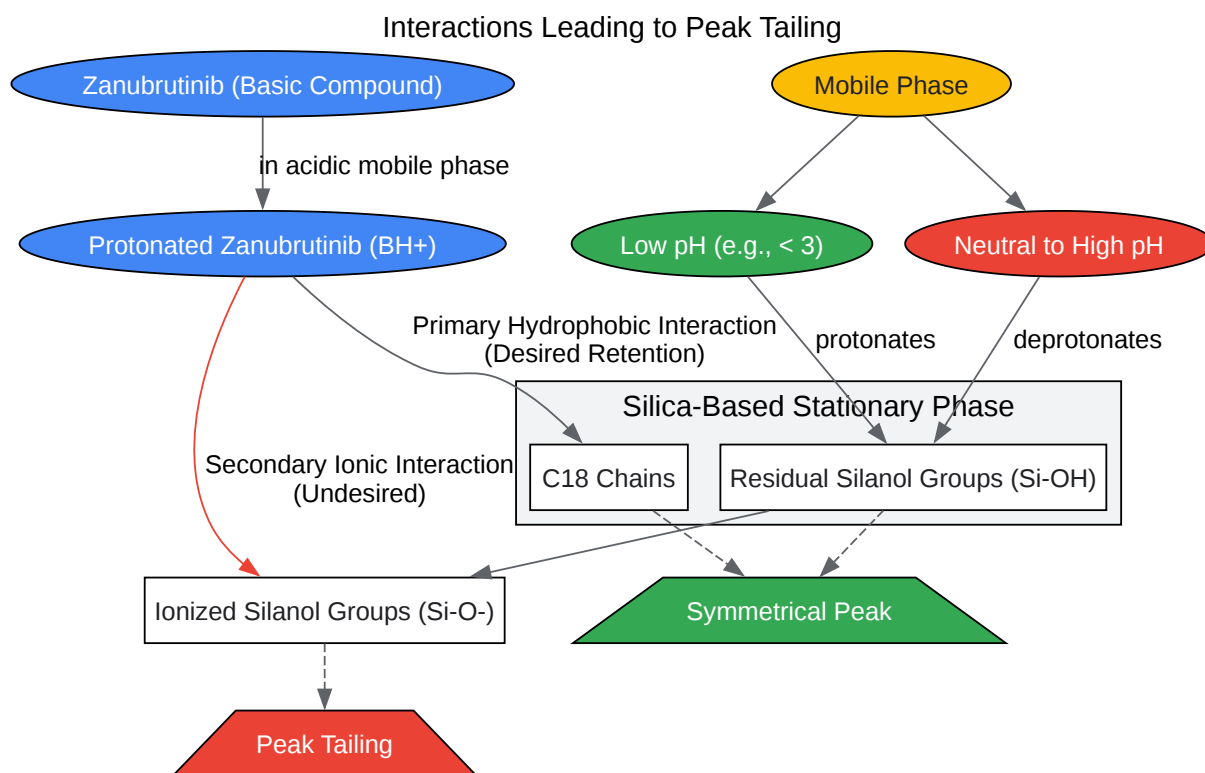 Interactions Leading to Peak Tailing
Zanubrutinib (Basic Compound)
Mobile Phase
in acidic mobile phase
Protonated Zanubrutinib (BH+)
Low pH (e.g., < 3)
Neutral to High pH
Primary Hydrophobic Interaction
(Desired Retention)
protonates
deprotonates
Silica-Based Stationary Phase
Secondary Ionic Interaction
(Undesired)
C18 Chains
Residual Silanol Groups (Si-OH)
Ionized Silanol Groups (Si-O-)
Symmetrical Peak
Peak Tailing